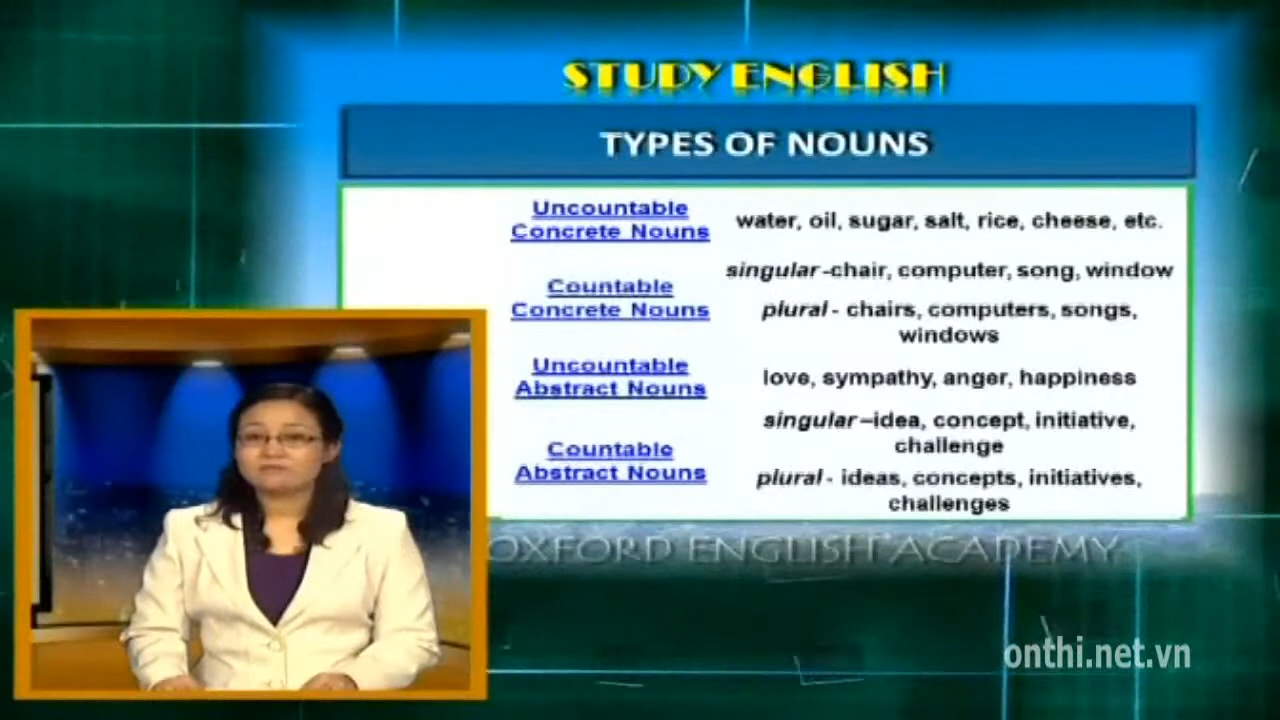 STUDY ENGLISH
TYPES OF NOUNS
Uncountable
Concrete Nouns
water, oil, sugar, salt, rice, cheese, etc.
Countable
Concrete Nouns
singular -chair, computer, song, window
plural - chairs, computers, songs,
windows
Uncountable
Abstract Nouns
love, sympathy, anger, happiness
Countable
Abstract Nouns
singular –idea, concept, initiative,
challenge
plural - ideas, concepts, initiatives,
challenges
OXFORD ENGLISH ACADEMY
onthi.net.vn